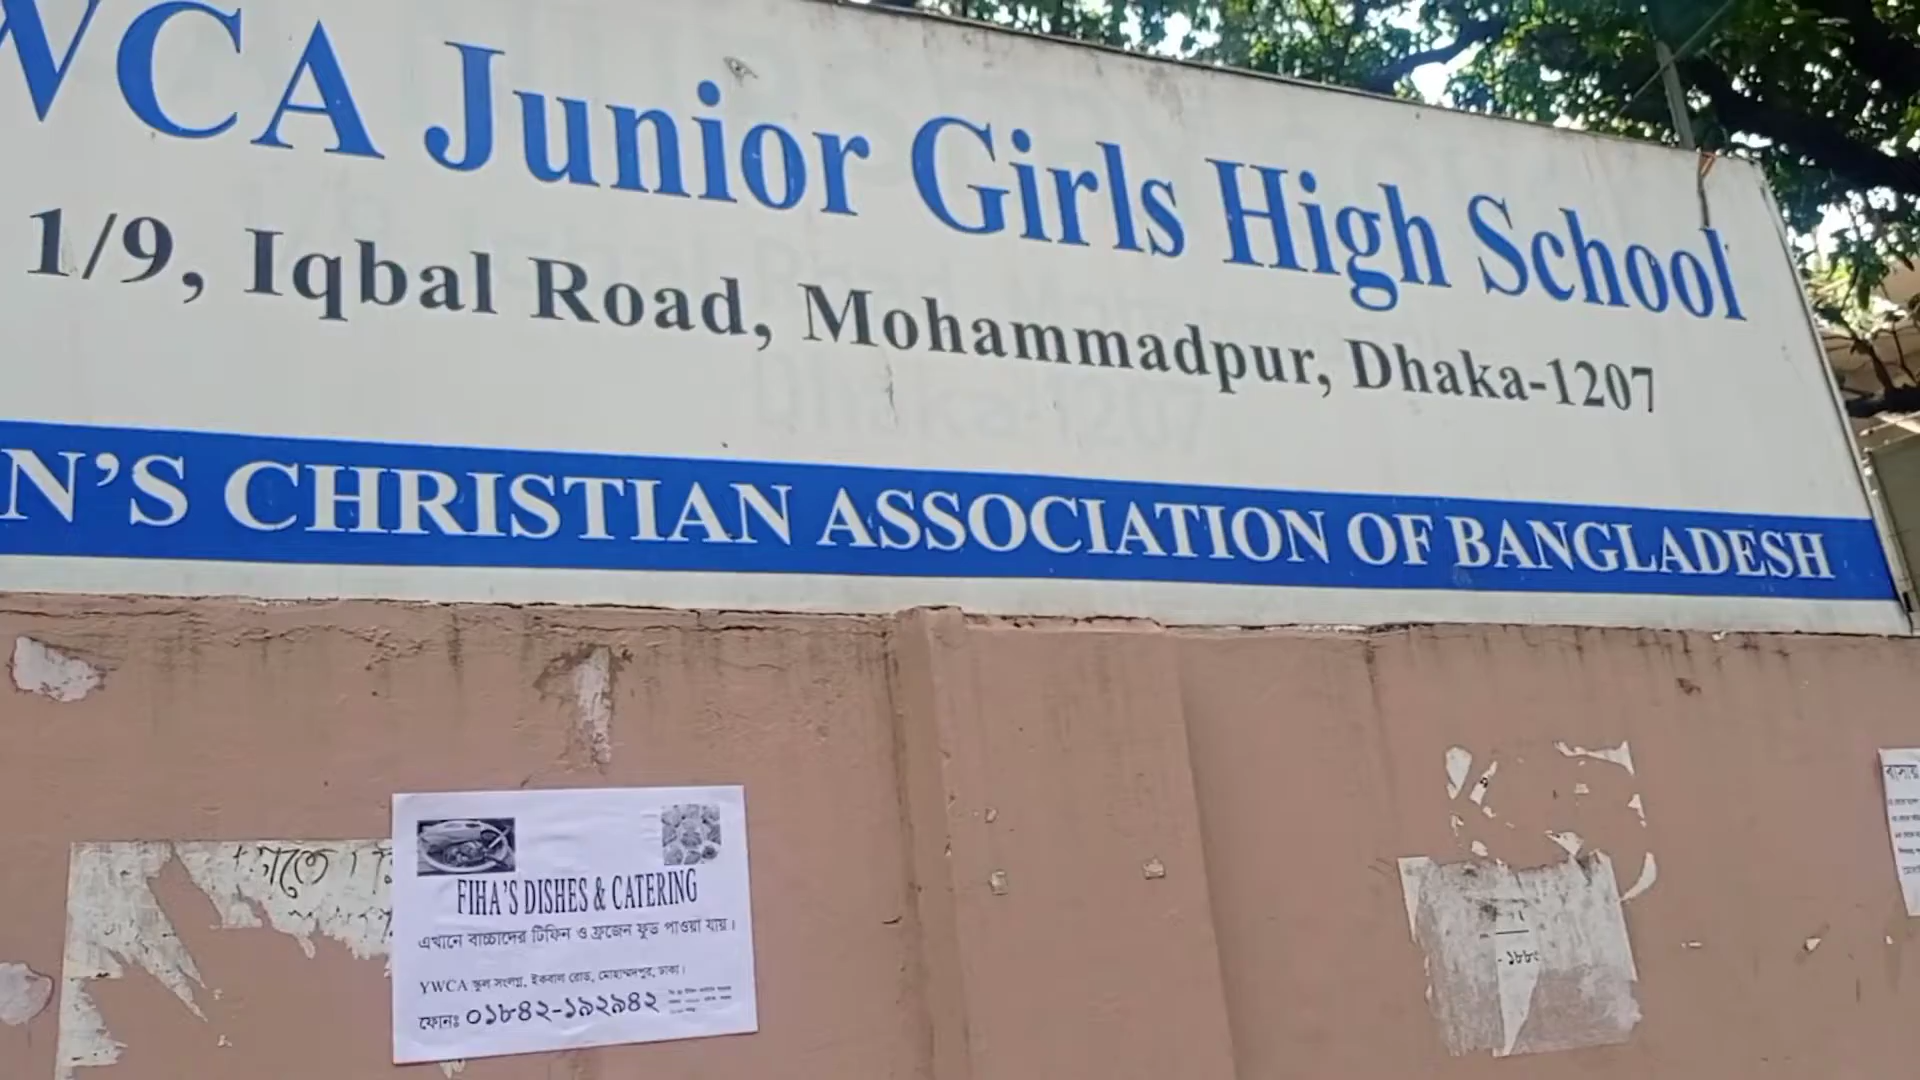 WCA Junior Girls High School
1/9, Iqbal Road, Mohammadpur, Dhaka-1207
N'S CHRISTIAN ASSOCIATION OF BANGLADESH
FIHA'S DISHES & CATERING
এখানে বাচ্চাদের টিফিন ও ফ্রজেন ফুড পাওয়া যায়।
YWCA স্কুল সংলগ্ন, ইকবাল রোড, মোহাম্মদপুর, ঢাকা।
ফোনঃ ০১৮৪২-১৯২৯৪২